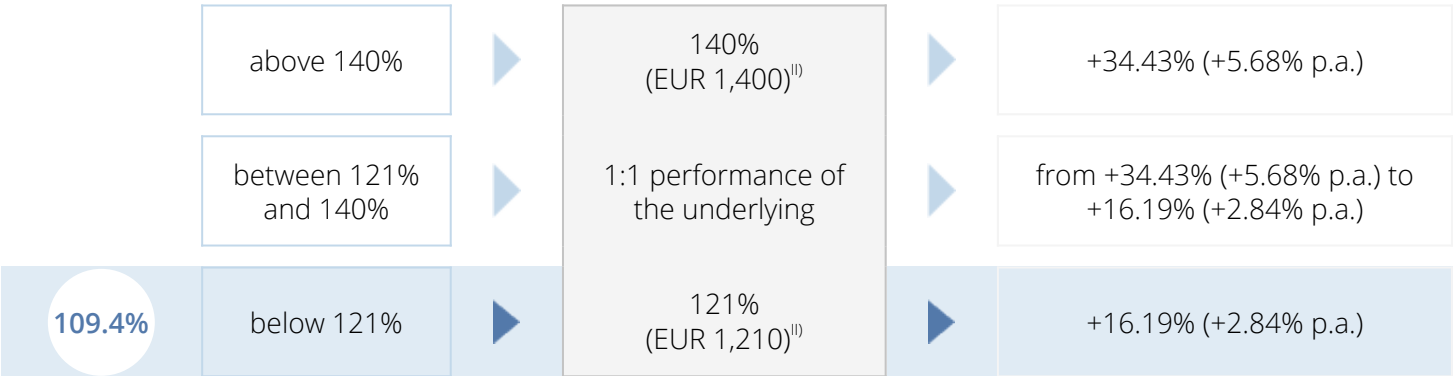 above 140%
140%
(EUR 1,400)II)
+34.43% (+5.68% p.a.)
between 121%
and 140%
1:1 performance of
the underlying
from +34.43% (+5.68% p.a.) to
+16.19% (+2.84% p.a.)
109.4%
below 121%
121%
(EUR 1,210)II)
+16.19% (+2.84% p.a.)